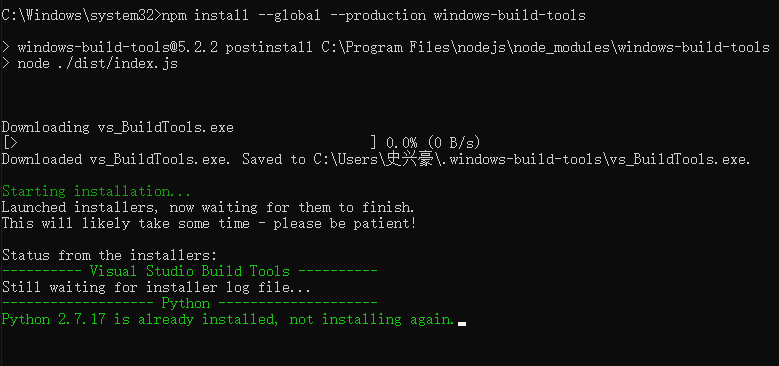 C:\Windows\system32>npm install --global --production windows-build-tools
> windows-build-tools@5.2.2 postinstall C:\Program Files\nodejs\node_modules\windows-build-tools
> node ./dist/index.js
Downloading vs_BuildTools.exe
[> ] 0.0% (0 B/s)
Downloaded vs_BuildTools.exe. Saved to C:\Users\史兴豪\.windows-build-tools\vs_BuildTools.exe.
Starting installation...
Launched installers, now waiting for them to finish.
This will likely take some time - please be patient!
Status from the installers:
---------- Visual Studio Build Tools ----------
Still waiting for installer log file...
------------------- Python --------------------
Python 2.7.17 is already installed, not installing again.